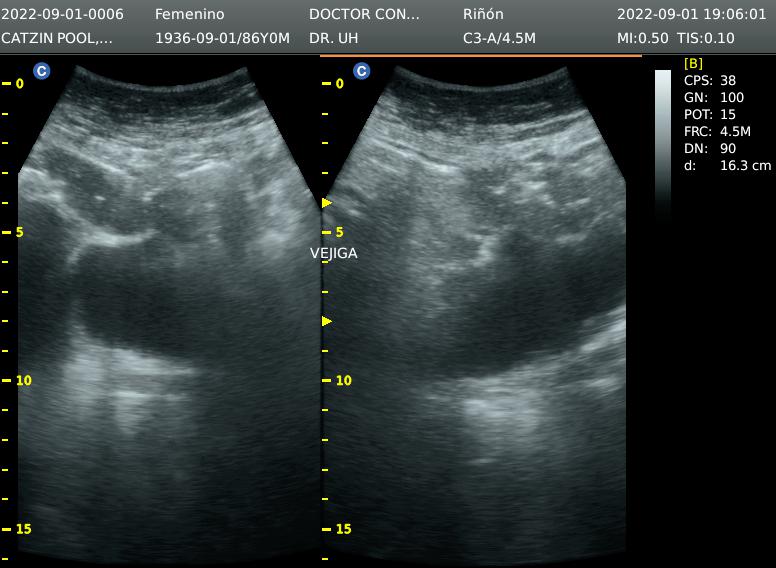 2022-09-01-0006 Femenino DOCTOR CON... Riñón 2022-09-01 19:06:01
CATZIN POOL,... 1936-09-01/86Y0M DR. UH C3-A/4.5M MI:0.50 TIS:0.10
C C [B]
0 0 CPS: 38
GN: 100
POT: 15
FRC: 4.5M
DN: 90
d: 16.3 cm
5 5
VEJIGA
10 10
15 15